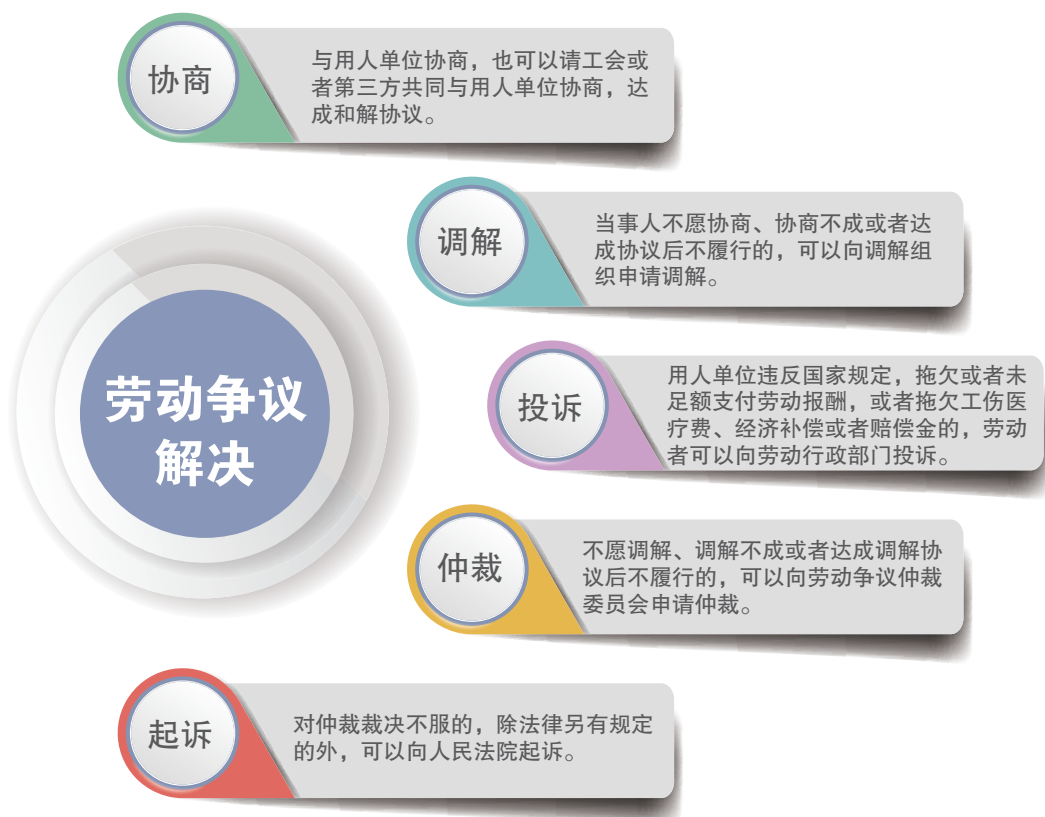 协商
与用人单位协商，也可以请工会或
者第三方共同与用人单位协商，达
成和解协议。
调解
当事人不愿协商、协商不成或者达
成协议后不履行的，可以向调解组
织申请调解。
劳动争议
解决
投诉
用人单位违反国家规定，拖欠或者未
足额支付劳动报酬，或者拖欠工伤医
疗费、经济补偿或者赔偿金的，劳动
者可以向劳动行政部门投诉。
仲裁
不愿调解、调解不成或者达成调解协
议后不履行的，可以向劳动争议仲裁
委员会申请仲裁。
起诉
对仲裁裁决不服的，除法律另有规定
的外，可以向人民法院起诉。